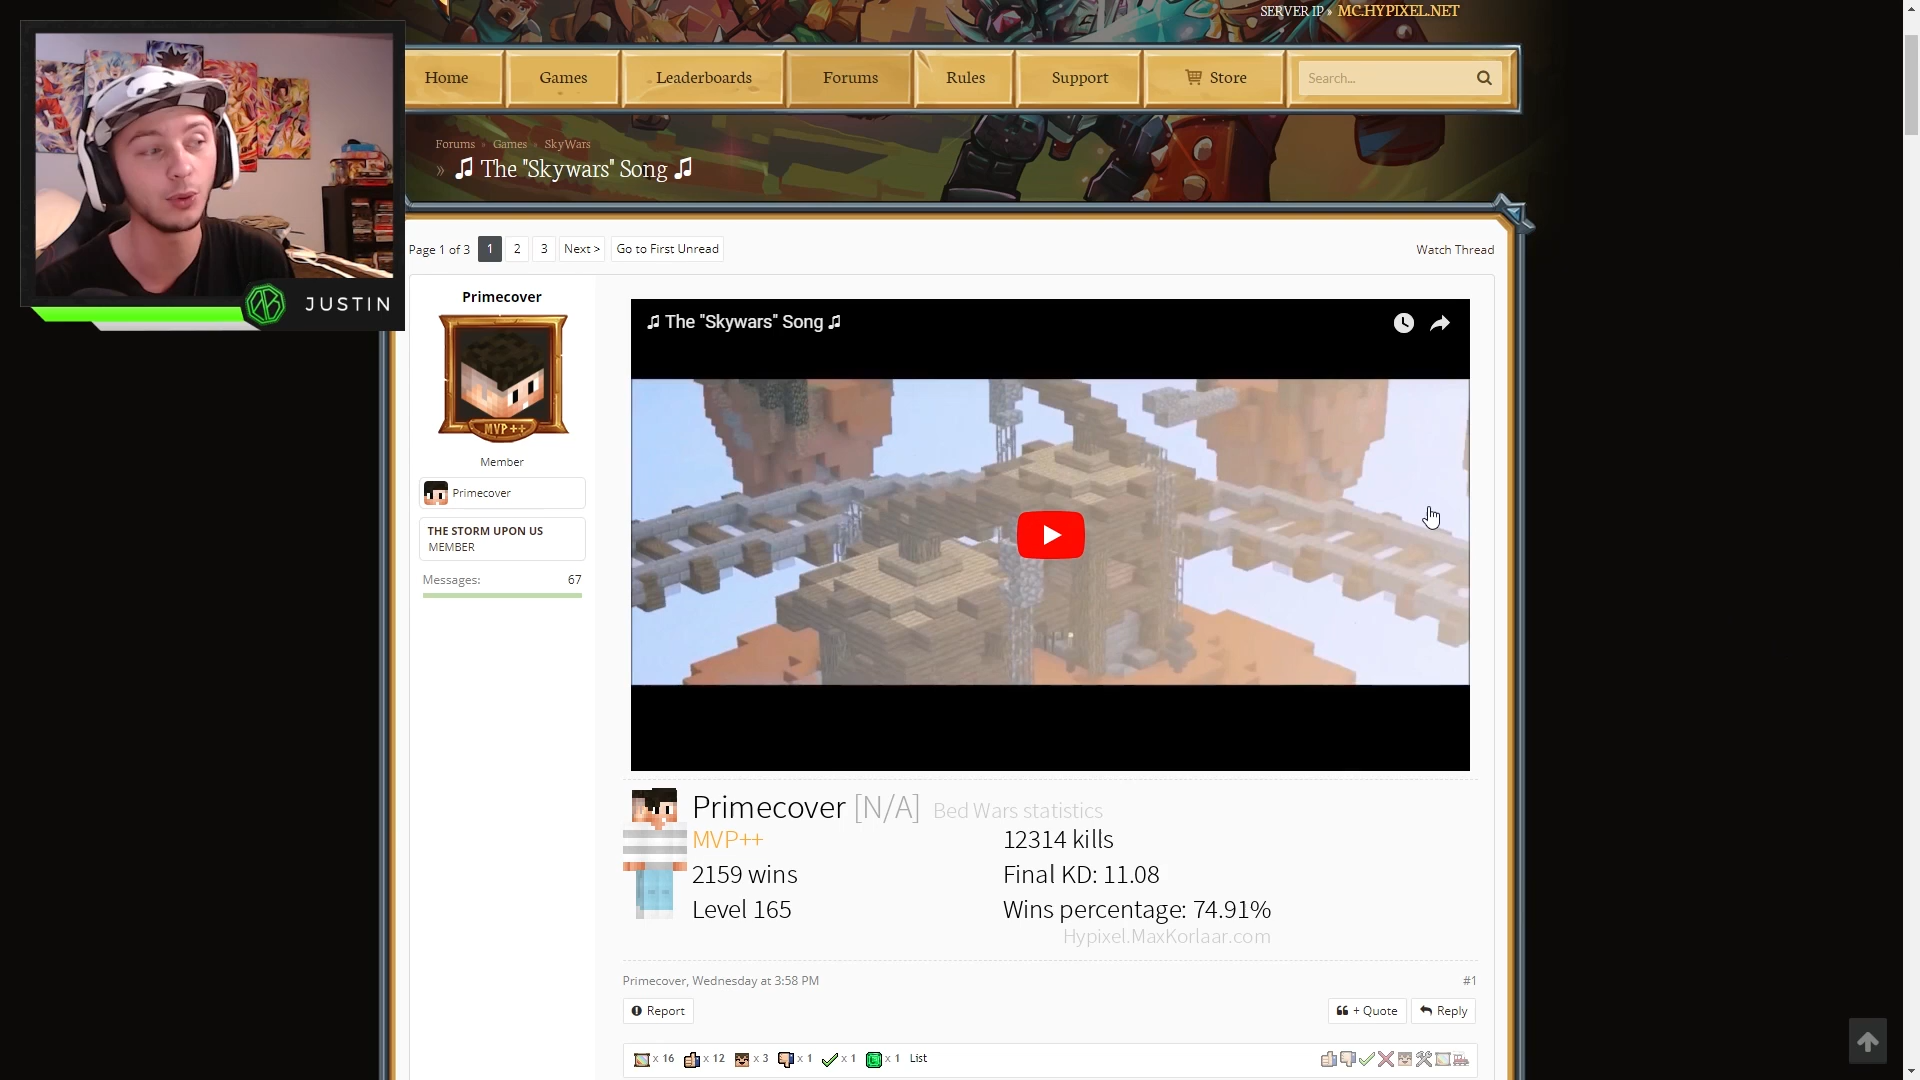 SERVER IP » MC.HYPIXEL.NET
Home
Games
Leaderboards
Forums
Rules
Support
Store
Search...
Forums » Games » SkyWars
» ♫ The "Skywars" Song ♫
JUSTIN
Page 1 of 3 1 2 3 Next > Go to First Unread
Watch Thread
Primecover
MVP++
Member
Primecover
THE STORM UPON US
MEMBER
Messages: 67
♫ The "Skywars" Song ♫
Primecover [N/A] Bed Wars statistics
MVP++
12314 kills
2159 wins
Final KD: 11.08
Level 165
Wins percentage: 74.91%
Hypixel.MaxKorlaar.com
Primecover, Wednesday at 3:58 PM
#1
Report
+ Quote
Reply
x 16 x 12 x 3 x 1 x 1 x 1 List